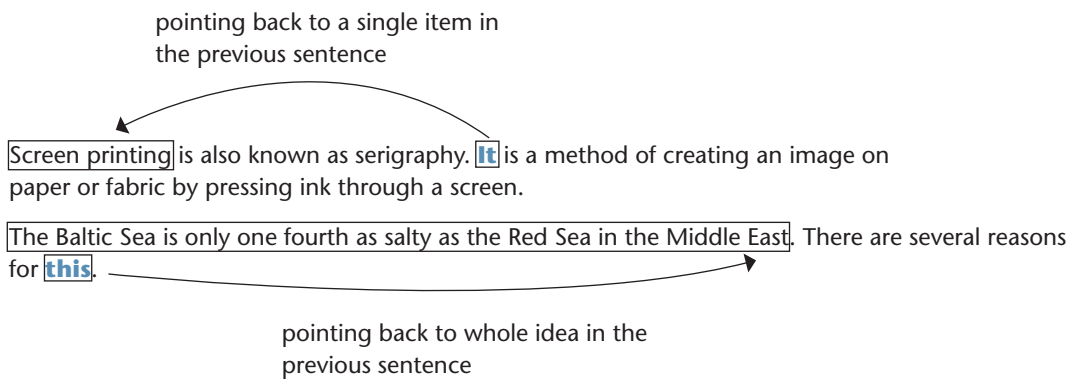 pointing back to a single item in
the previous sentence
Screen printing is also known as serigraphy. It is a method of creating an image on
paper or fabric by pressing ink through a screen.
The Baltic Sea is only one fourth as salty as the Red Sea in the Middle East. There are several reasons
for this.
pointing back to whole idea in the
previous sentence